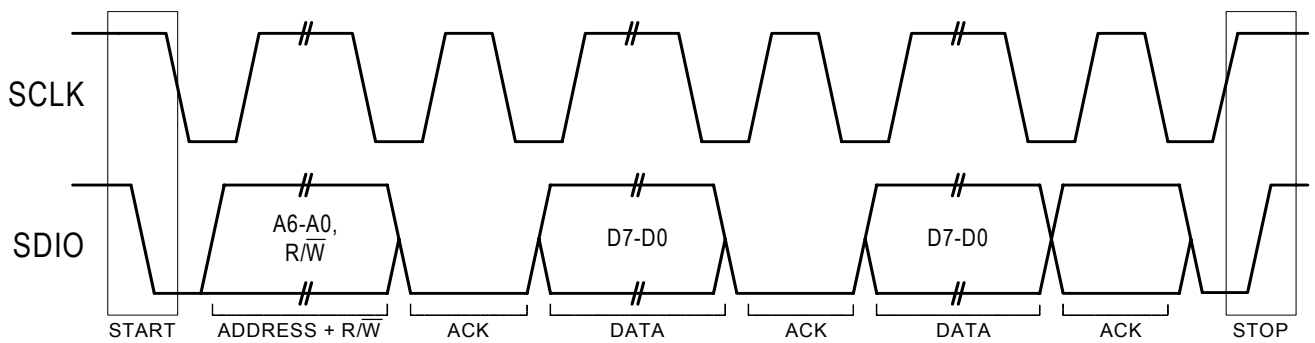 SCLK
SDIO
A6-A0,
R/W̅
D7-D0
D7-D0
START
ADDRESS + R/W̅
ACK
DATA
ACK
DATA
ACK
STOP